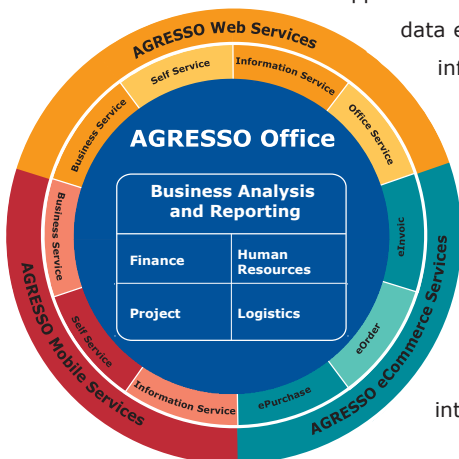 data e
inf
AGRESSO Web Services
Business Service
Self Service
Information Service
Office Service
AGRESSO Office
Business Analysis
and Reporting
Finance
Human
Resources
Project
Logistics
AGRESSO Mobile Services
Business Service
Self Service
Information Service
AGRESSO eCommerce Services
eInvoic
eOrder
ePurchase
int